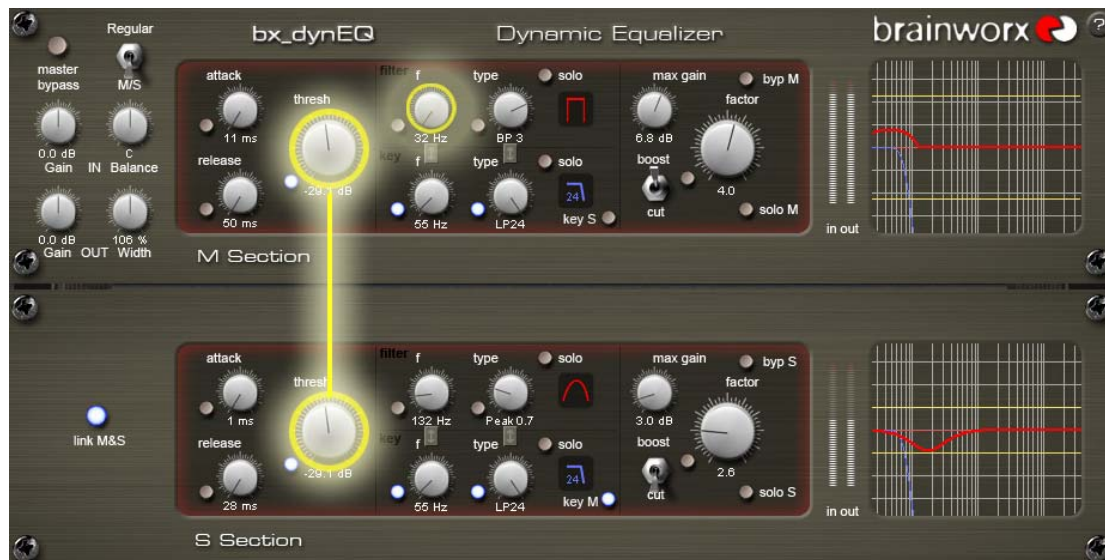 Regular
bx_dynEQ Dynamic Equalizer brainworx ?
master bypass
M/S
attack thresh filter f type solo max gain byp M
factor
11 ms 32 Hz BP 3 6.8 dB
0.0 dB C
Gain IN Balance
release key type solo boost
-29.1 dB 24 cut 4.0
50 ms 55 Hz LP24 key S solo M
0.0 dB 106 %
Gain OUT Width
in out
M Section
attack thresh filter f type solo max gain byp S
factor
1 ms 132 Hz Peak 0.7 3.0 dB
link M&S
release key f type solo boost
-29.1 dB 24 cut 2.6
28 ms 55 Hz LP24 key M solo S
in out
S Section